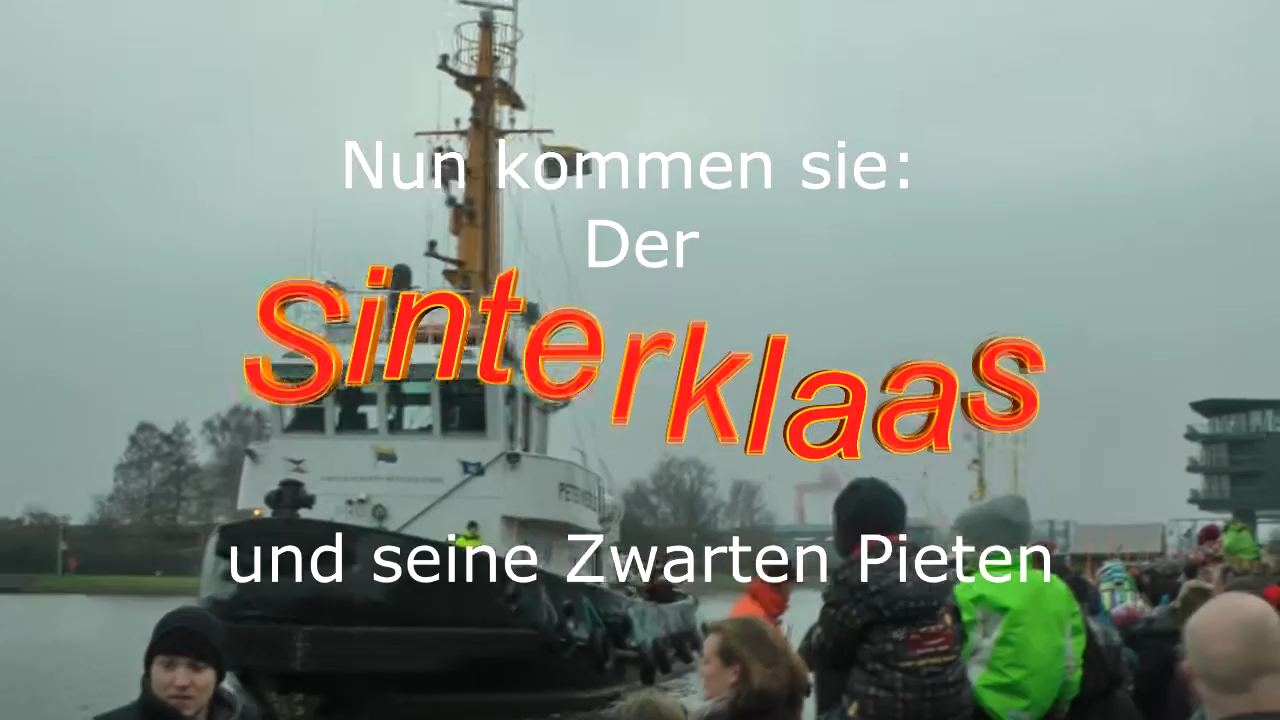 Nun kommen sie:
Der
Sinterklaas
und seine Zwarten Pieten